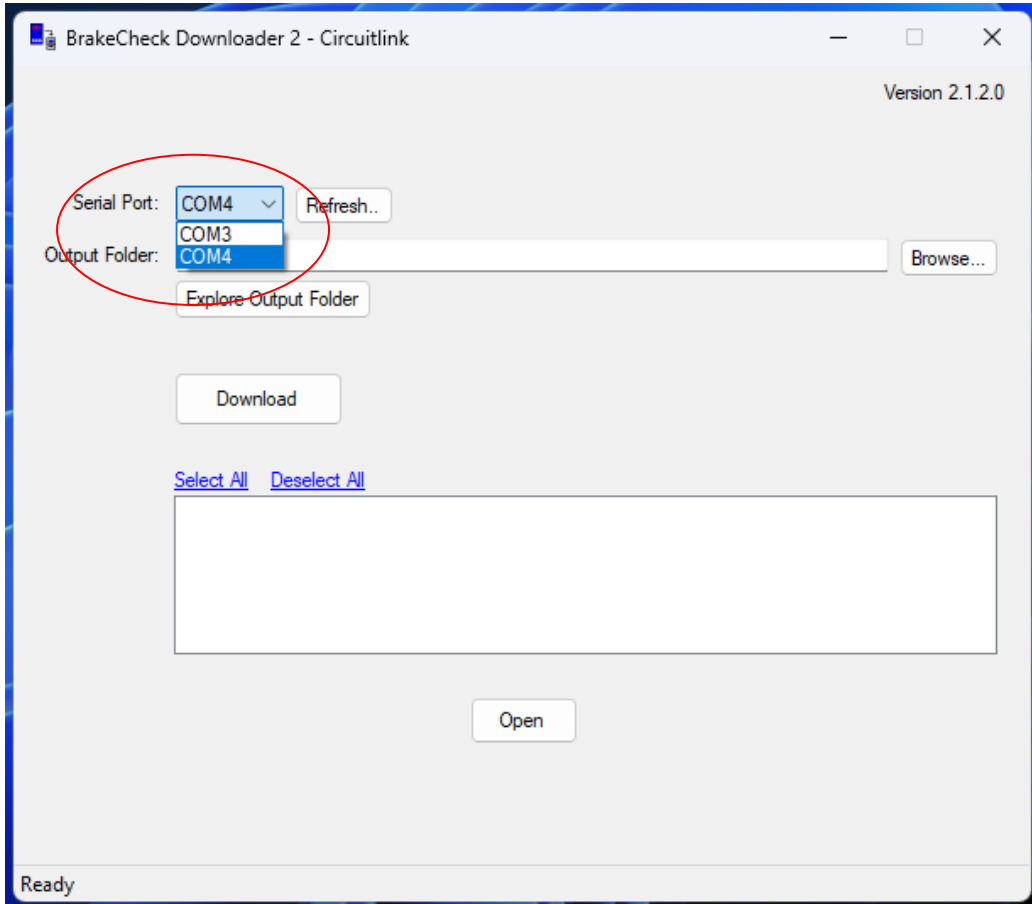 BrakeCheck Downloader 2 - Circuitlink
Version 2.1.2.0
Serial Port: COM4 Refresh..
COM3
Output Folder: COM4 Browse...
Explore Output Folder
Download
Select All Deselect All
Open
Ready